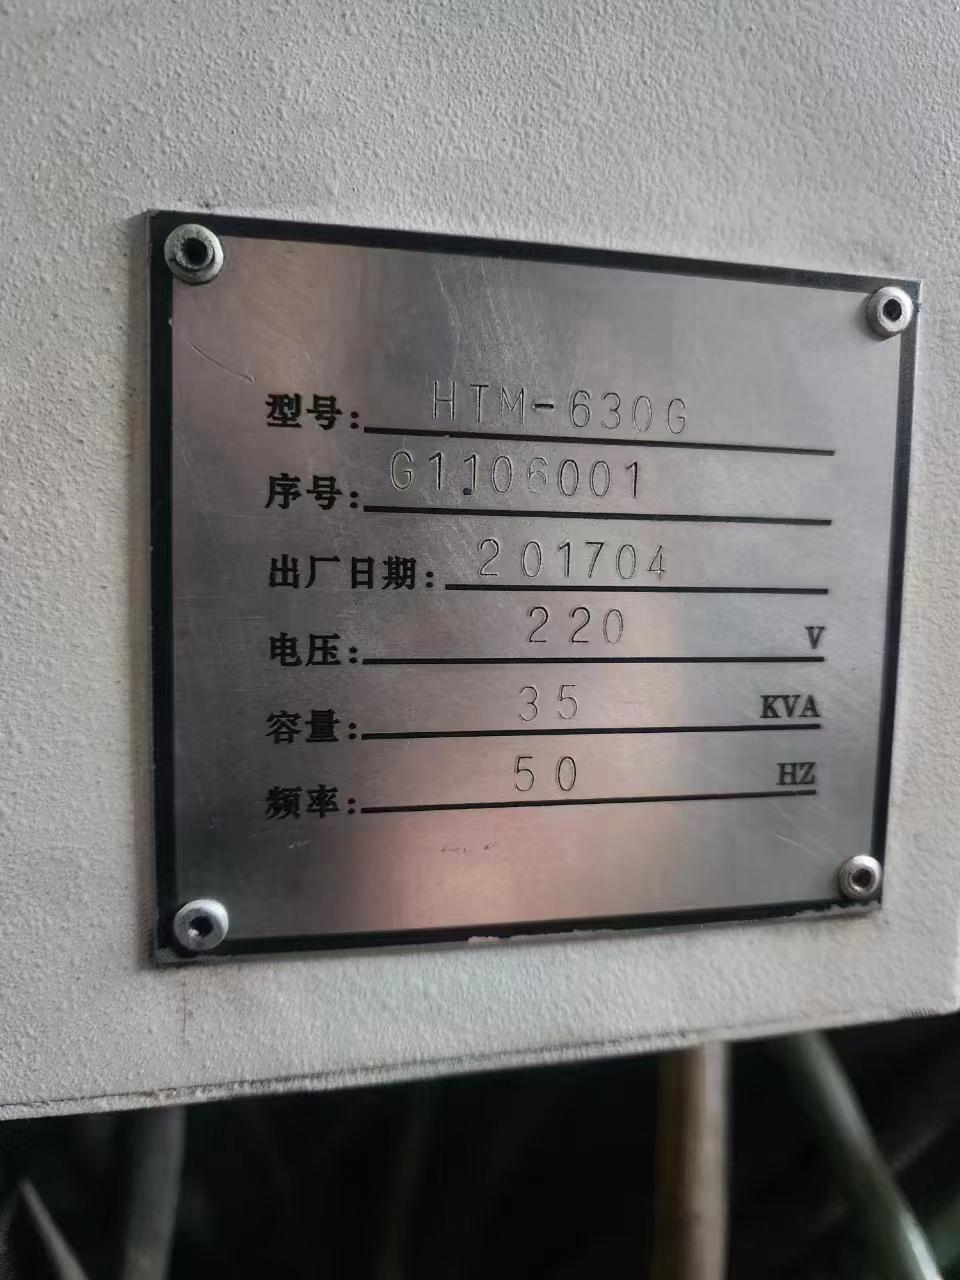 型号: HTM-630G
序号: G1106001
出厂日期: 201704
电压: 220 V
容量: 35 KVA
频率: 50 HZ